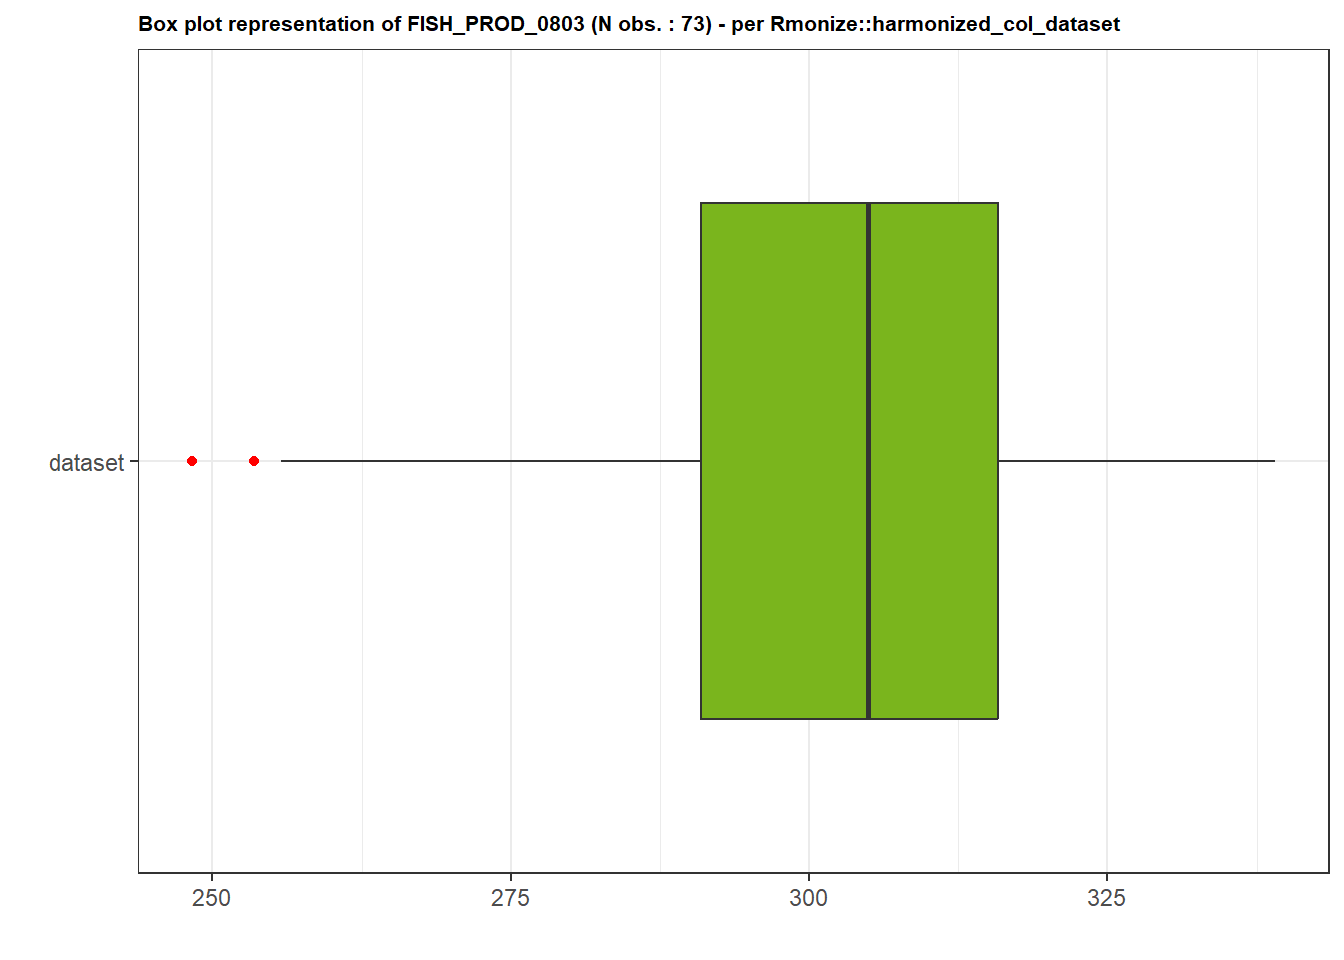 Box plot representation of FISH_PROD_0803 (N obs. : 73) - per Rmonize::harmonized_col_dataset
dataset
250 275 300 325